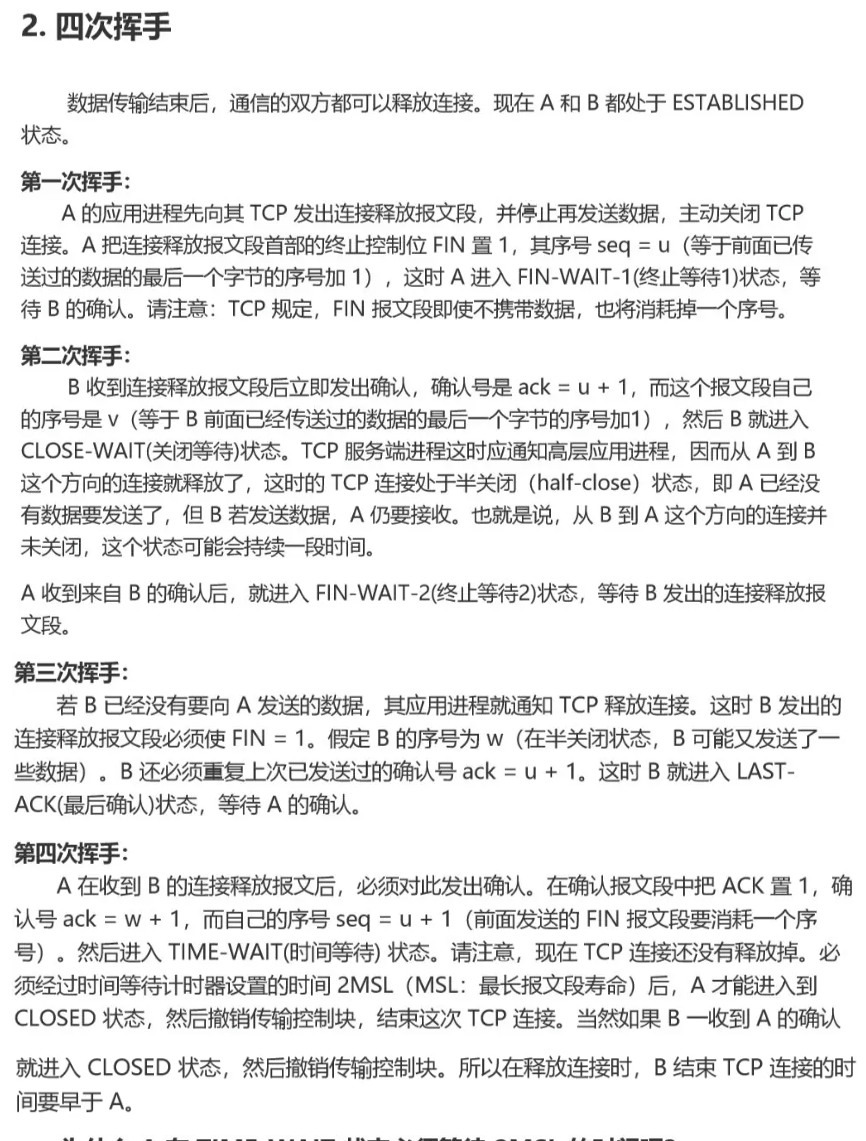 2. 四次挥手
数据传输结束后，通信的双方都可以释放连接。现在 A 和 B 都处于 ESTABLISHED
状态。
第一次挥手：
A 的应用进程先向其 TCP 发出连接释放报文段，并停止再发送数据，主动关闭 TCP
连接。A 把连接释放报文段首部的终止控制位 FIN 置 1，其序号 seq = u（等于前面已传
送过的数据的最后一个字节的序号加 1），这时 A 进入 FIN-WAIT-1(终止等待1)状态，等
待 B 的确认。请注意：TCP 规定，FIN 报文段即使不携带数据，也将消耗掉一个序号。
第二次挥手：
B 收到连接释放报文段后立即发出确认，确认号是 ack = u + 1，而这个报文段自己
的序号是 v（等于 B 前面已经传送过的数据的最后一个字节的序号加1），然后 B 就进入
CLOSE-WAIT(关闭等待)状态。TCP 服务端进程这时应通知高层应用进程，因而从 A 到 B
这个方向的连接就释放了，这时的 TCP 连接处于半关闭（half-close）状态，即 A 已经没
有数据要发送了，但 B 若发送数据，A 仍要接收。也就是说，从 B 到 A 这个方向的连接并
未关闭，这个状态可能会持续一段时间。
A 收到来自 B 的确认后，就进入 FIN-WAIT-2(终止等待2)状态，等待 B 发出的连接释放报
文段。
第三次挥手：
若 B 已经没有要向 A 发送的数据，其应用进程就通知 TCP 释放连接。这时 B 发出的
连接释放报文段必须使 FIN = 1。假定 B 的序号为 w（在半关闭状态，B 可能又发送了一
些数据）。B 还必须重复上次已发送过的确认号 ack = u + 1。这时 B 就进入 LAST-
ACK(最后确认)状态，等待 A 的确认。
第四次挥手：
A 在收到 B 的连接释放报文后，必须对此发出确认。在确认报文段中把 ACK 置 1，确
认号 ack = w + 1，而自己的序号 seq = u + 1（前面发送的 FIN 报文段要消耗一个序
号）。然后进入 TIME-WAIT(时间等待) 状态。请注意，现在 TCP 连接还没有释放掉。必
须经过时间等待计时器设置的时间 2MSL（MSL：最长报文段寿命）后，A 才能进入到
CLOSED 状态，然后撤销传输控制块，结束这次 TCP 连接。当然如果 B 一收到 A 的确认
就进入 CLOSED 状态，然后撤销传输控制块。所以在释放连接时，B 结束 TCP 连接的时
间要早于 A。